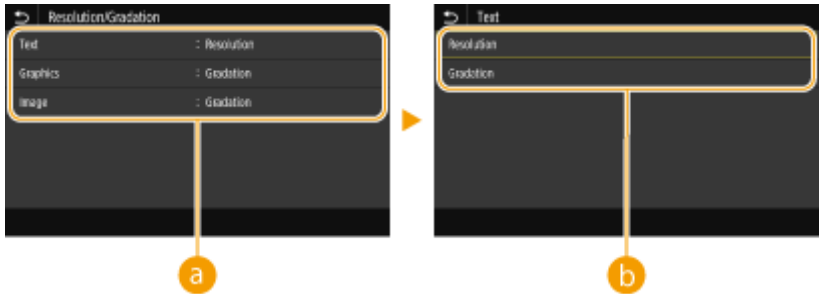 Resolution/Gradation
Text : Resolution
Graphics : Gradation
Image : Gradation
a
Text
Resolution
Gradation
b